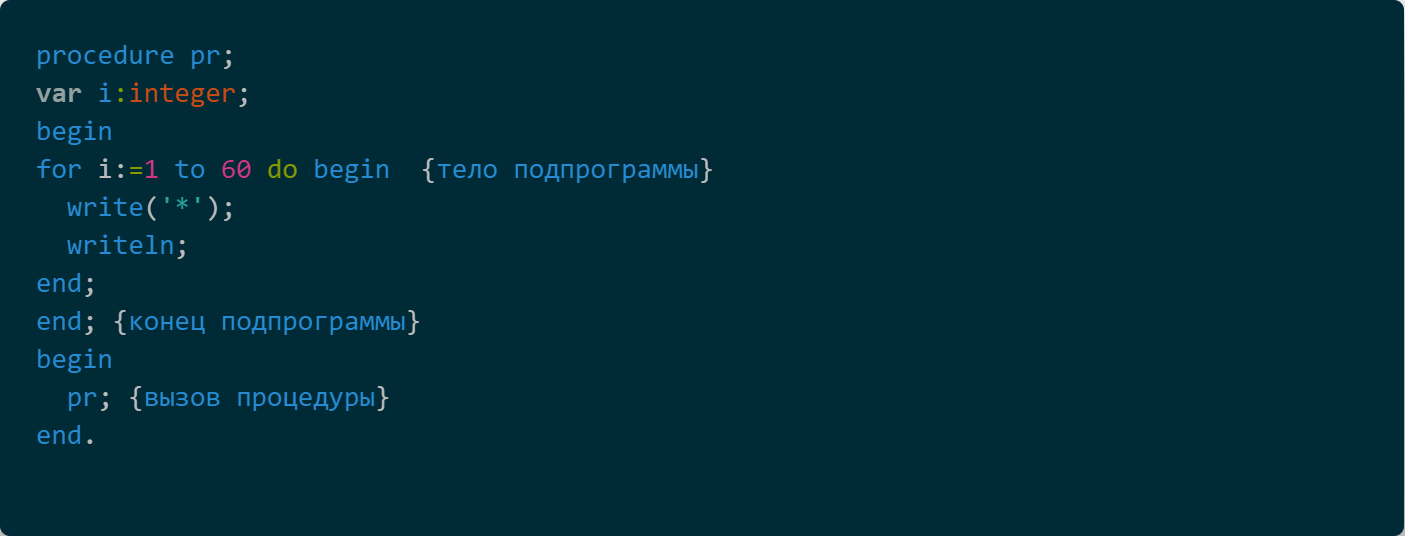 procedure pr;
var i:integer;
begin
for i:=1 to 60 do begin  {тело подпрограммы}
  write('*');
  writeln;
end;
end; {конец подпрограммы}
begin
  pr; {вызов процедуры}
end.